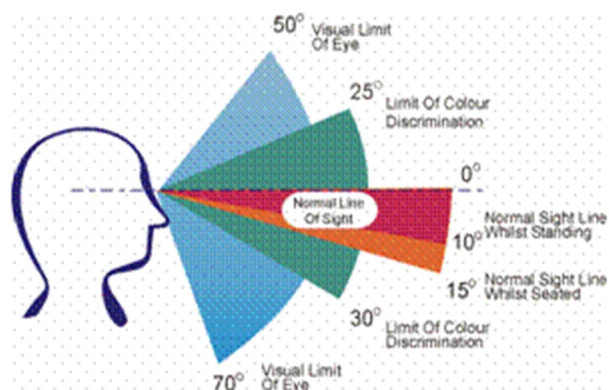 50°
Visual Limit
Of Eye
25°
Limit Of Colour
Discrimination
0°
Normal Line
Of Sight
Normal Sight Line
Whilst Standing
10°
Normal Sight Line
Whilst Seated
15°
30°
Limit Of Colour
Discrimination
70°
Visual Limit
Of Eye